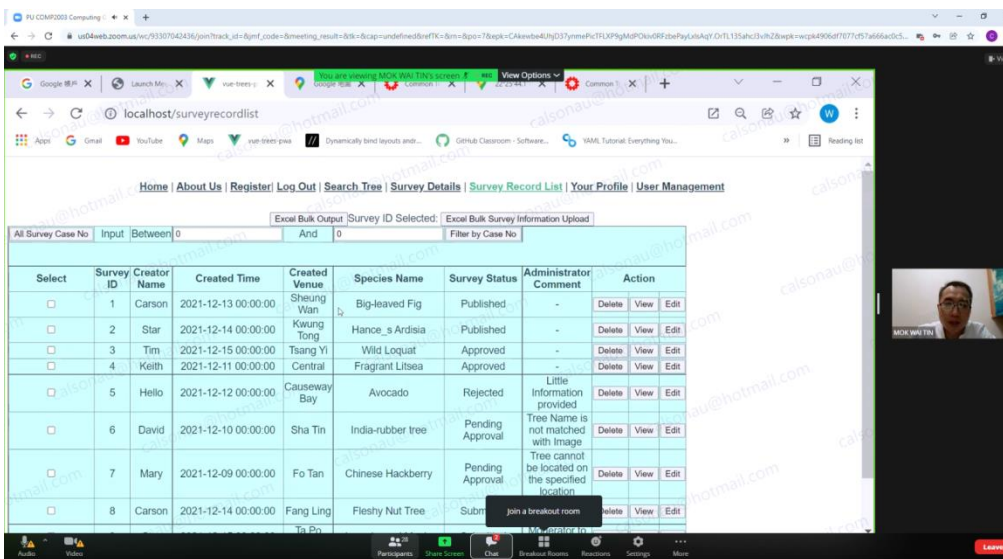 PU COMP2003 Computing
REC
You are viewing MOK WAI TIN's screen
View Options
vue-trees-p
localhost/surveyrecordlist
Apps
Gmail
YouTube
Maps
vue-trees-pwa
Dynamically bind layouts andr...
GitHub Classroom - Software...
YAML Tutorial: Everything You...
Reading list
Home | About Us | Register| Log Out | Search Tree | Survey Details | Survey Record List | Your Profile | User Management
Excel Bulk Output Survey ID Selected: Excel Bulk Survey Information Upload
All Survey Case No Input Between 0 And 0 Filter by Case No
Select Survey ID Creator Name Created Time Created Venue Species Name Survey Status Administrator Comment Action
1 Carson 2021-12-13 00:00:00 Sheung Wan Big-leaved Fig Published - Delete View Edit
2 Star 2021-12-14 00:00:00 Kwung Tong Hance_s Ardisia Published - Delete View Edit
3 Tim 2021-12-15 00:00:00 Tsang Yi Wild Loquat Approved - Delete View Edit
4 Keith 2021-12-11 00:00:00 Central Fragrant Litsea Approved - Delete View Edit
5 Hello 2021-12-12 00:00:00 Causeway Bay Avocado Rejected Little Information provided Delete View Edit
6 David 2021-12-10 00:00:00 Sha Tin India-rubber tree Pending Approval Tree Name is not matched with Image Delete View Edit
7 Mary 2021-12-09 00:00:00 Fo Tan Chinese Hackberry Pending Approval Tree cannot be located on the specified location Delete View Edit
8 Carson 2021-12-14 00:00:00 Fang Ling Fleshy Nut Tree Delete View Edit
Ta Po
Join a breakout room
MOK WAI TIN
Audio
Video
Participants 28
Share Screen
Chat
Breakout Rooms
Reactions
Settings
More
Leave